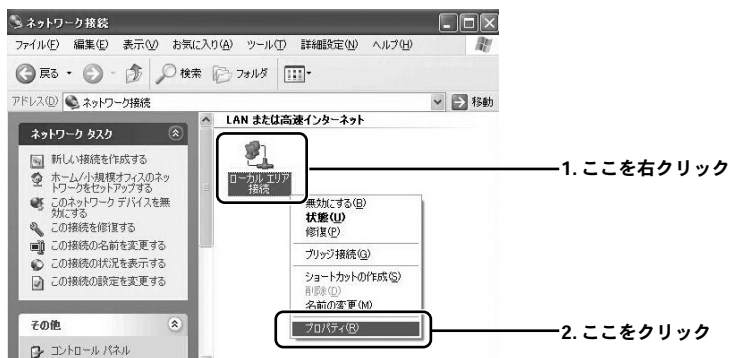 ネットワーク接続
ファイル(F) 編集(E) 表示(V) お気に入り(A) ツール(T) 詳細設定(N) ヘルプ(H)
戻る 検索 フォルダ
アドレス(D) ネットワーク接続 移動
ネットワーク タスク
新しい接続を作成する
ホーム/小規模オフィスのネッ
トワークをセットアップする
このネットワーク デバイスを無
効にする
この接続を修復する
この接続の名前を変更する
この接続の状況を表示する
この接続の設定を変更する
その他
コントロール パネル
LAN または高速インターネット
ローカル エリア
接続
1. ここを右クリック
無効にする(B)
状態(U)
修復(P)
ブリッジ接続(G)
ショートカットの作成(S)
削除(D)
名前の変更(M)
プロパティ(R)
2. ここをクリック